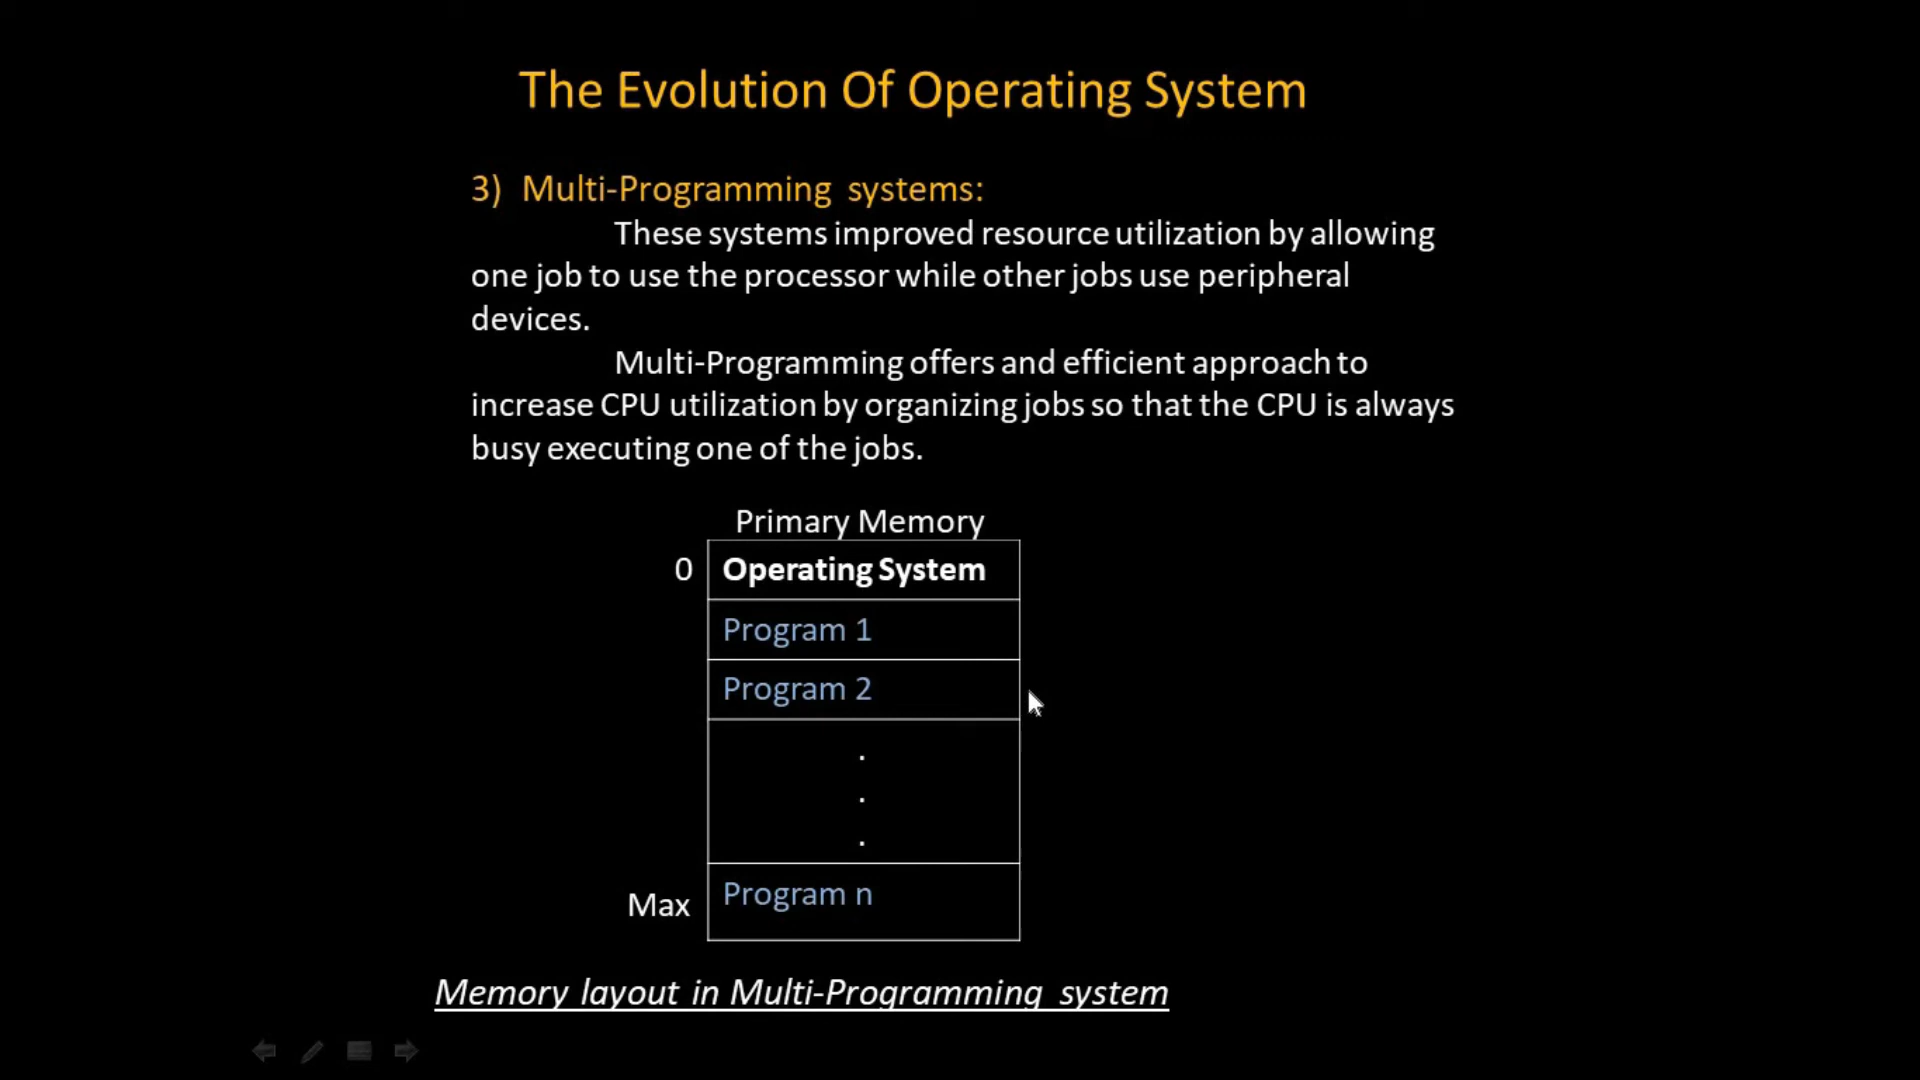 The Evolution Of Operating System
3) Multi-Programming systems:
These systems improved resource utilization by allowing
one job to use the processor while other jobs use peripheral
devices.
Multi-Programming offers and efficient approach to
increase CPU utilization by organizing jobs so that the CPU is always
busy executing one of the jobs.
Primary Memory
0 Operating System
Program 1
Program 2
.
.
.
Max Program n
Memory layout in Multi-Programming system